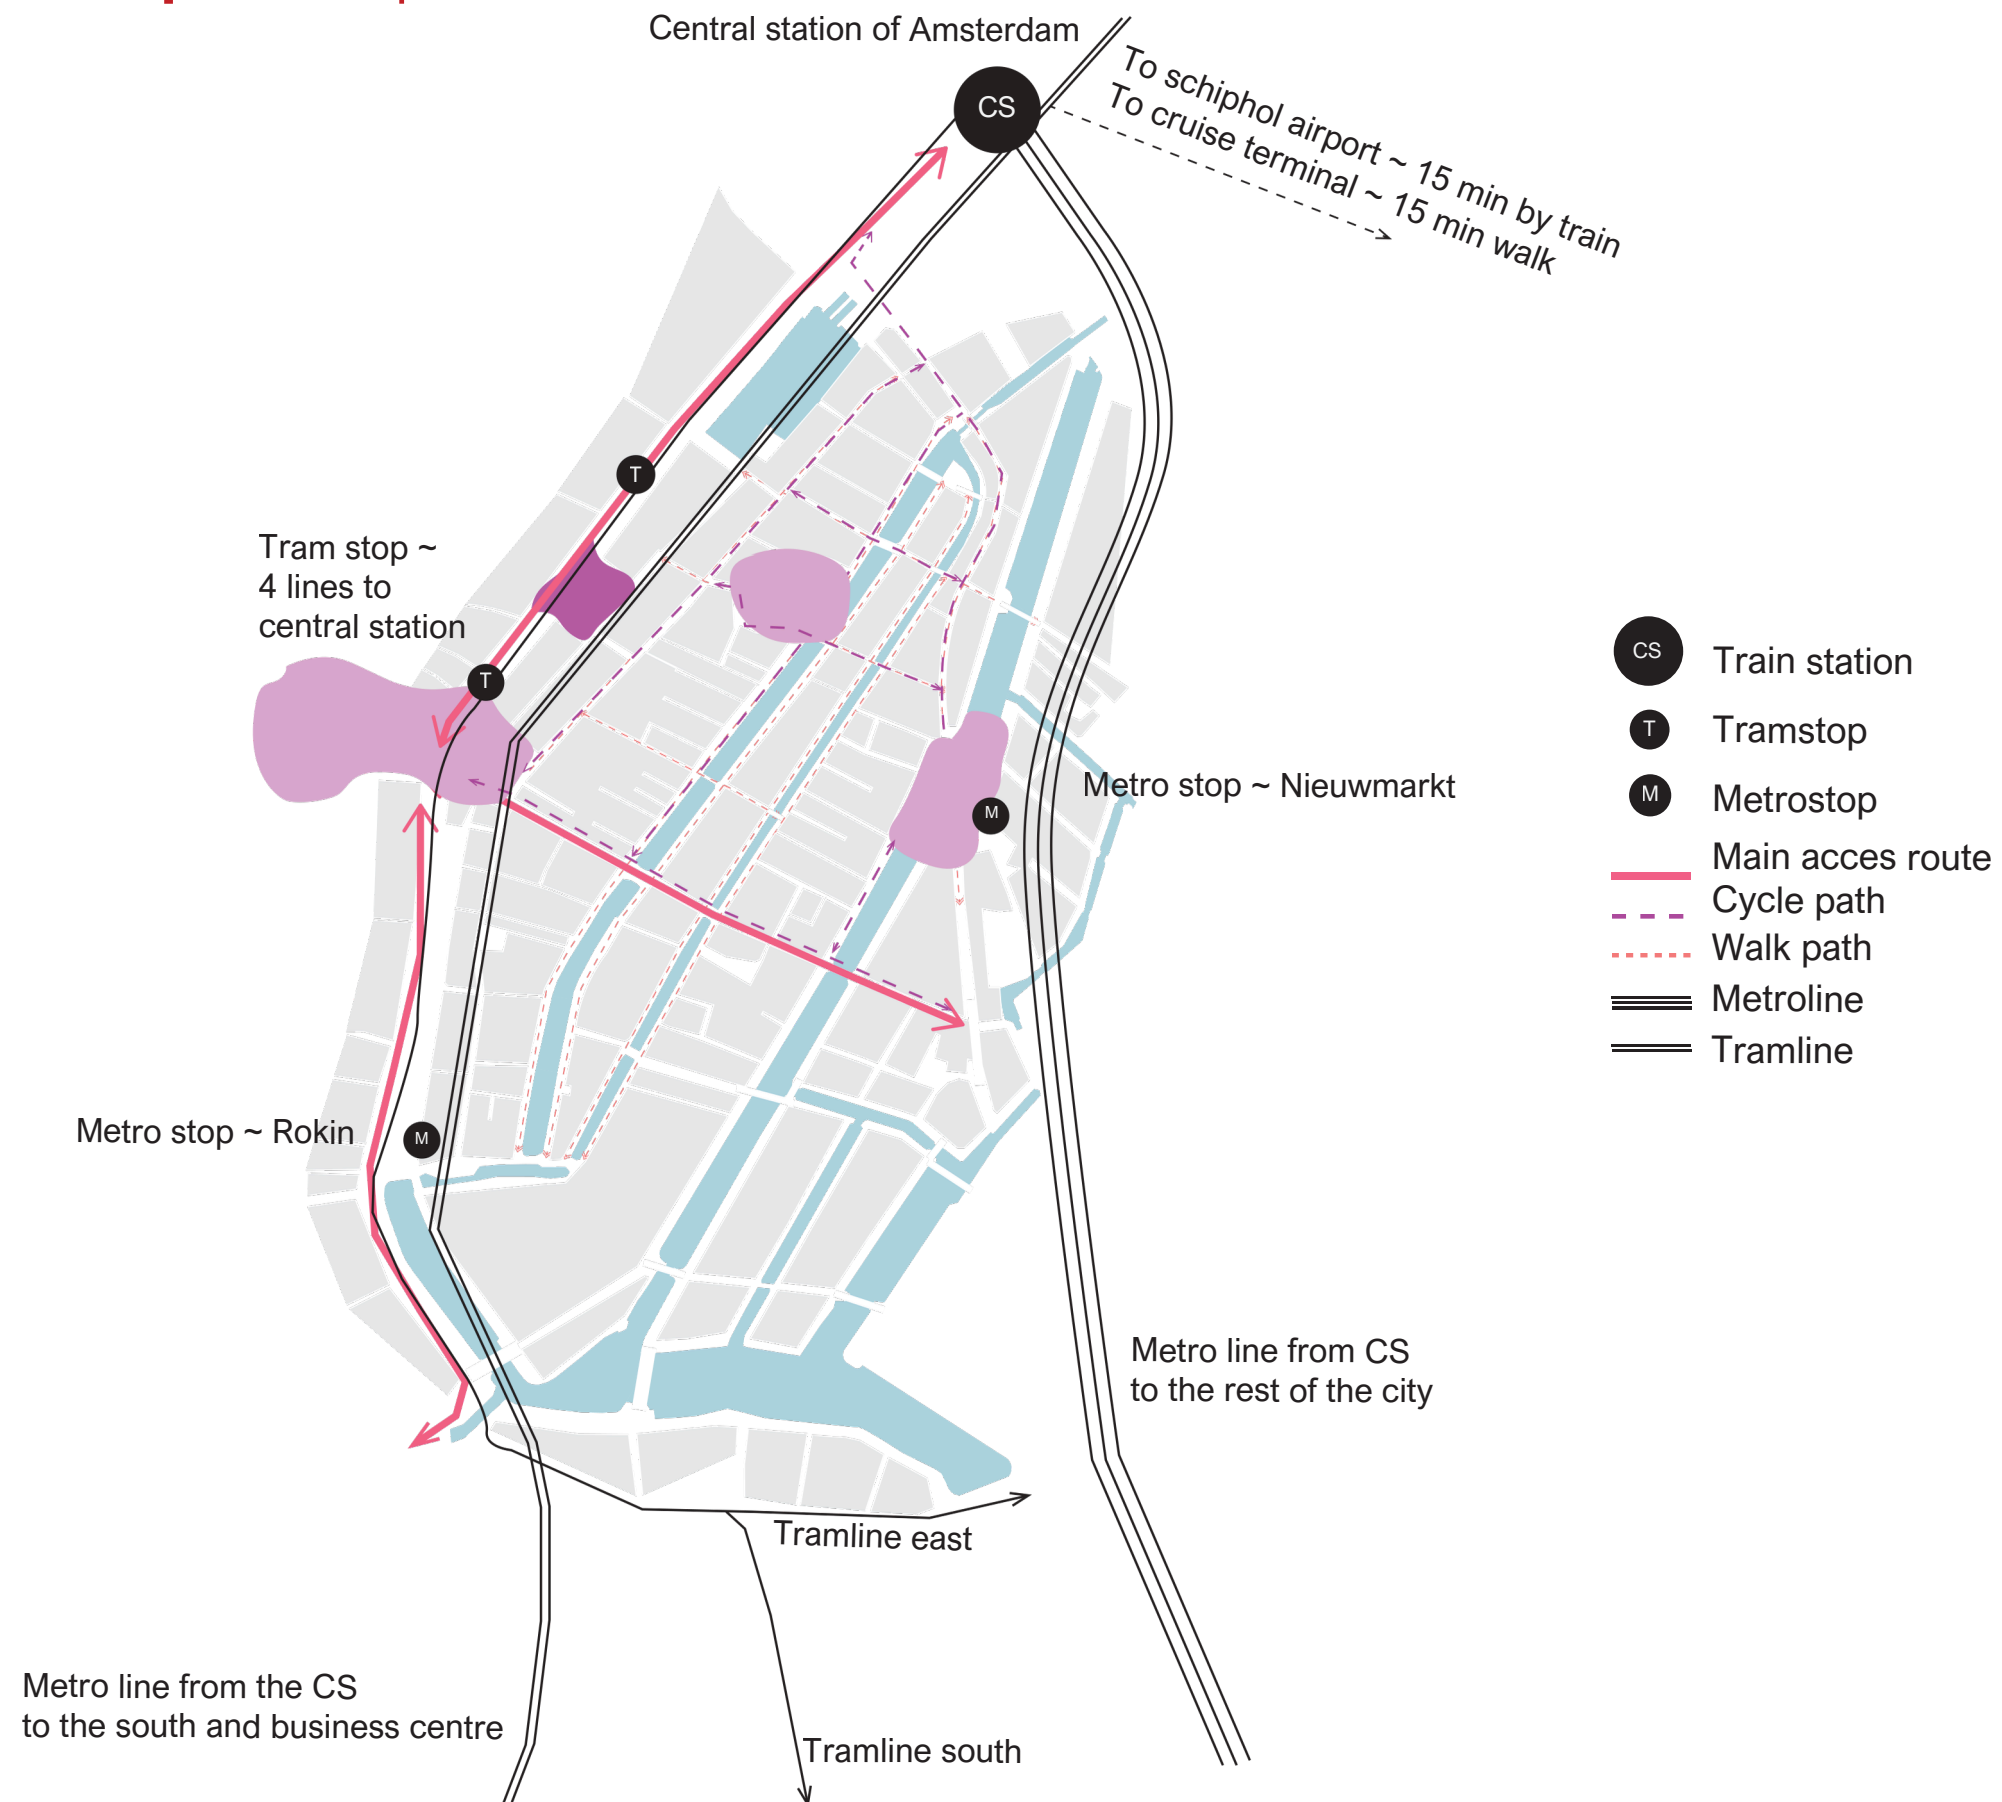 Central station of Amsterdam
CS
To schiphol airport ~ 15 min by train
To cruise terminal ~ 15 min walk
T
Tram stop ~
4 lines to
central station
T
CS
Train station
T
Tramstop
Metro stop ~ Nieuwmarkt
M
M
Metrostop
Main acces route
Cycle path
Walk path
Metroline
Tramline
Metro stop ~ Rokin
M
Metro line from CS
to the rest of the city
Tramline east
Metro line from the CS
to the south and business centre
Tramline south